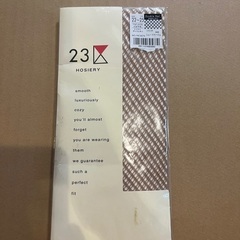 23
HOSIERY
smooth
luxuriously
cozy
you'll almost
forget
you are wearing
them
we guarantee
such a
perfect
fit